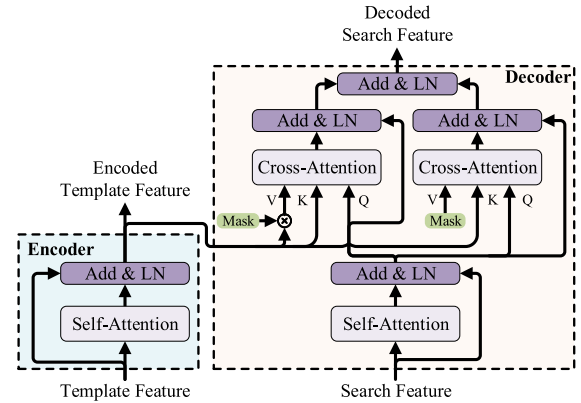 Decoded
Search Feature
Decoder
Add & LN
Add & LN
Add & LN
Cross-Attention
Cross-Attention
V
K
Q
V
K
Q
Mask
Mask
Encoded
Template Feature
Encoder
Add & LN
Add & LN
Self-Attention
Self-Attention
Template Feature
Search Feature